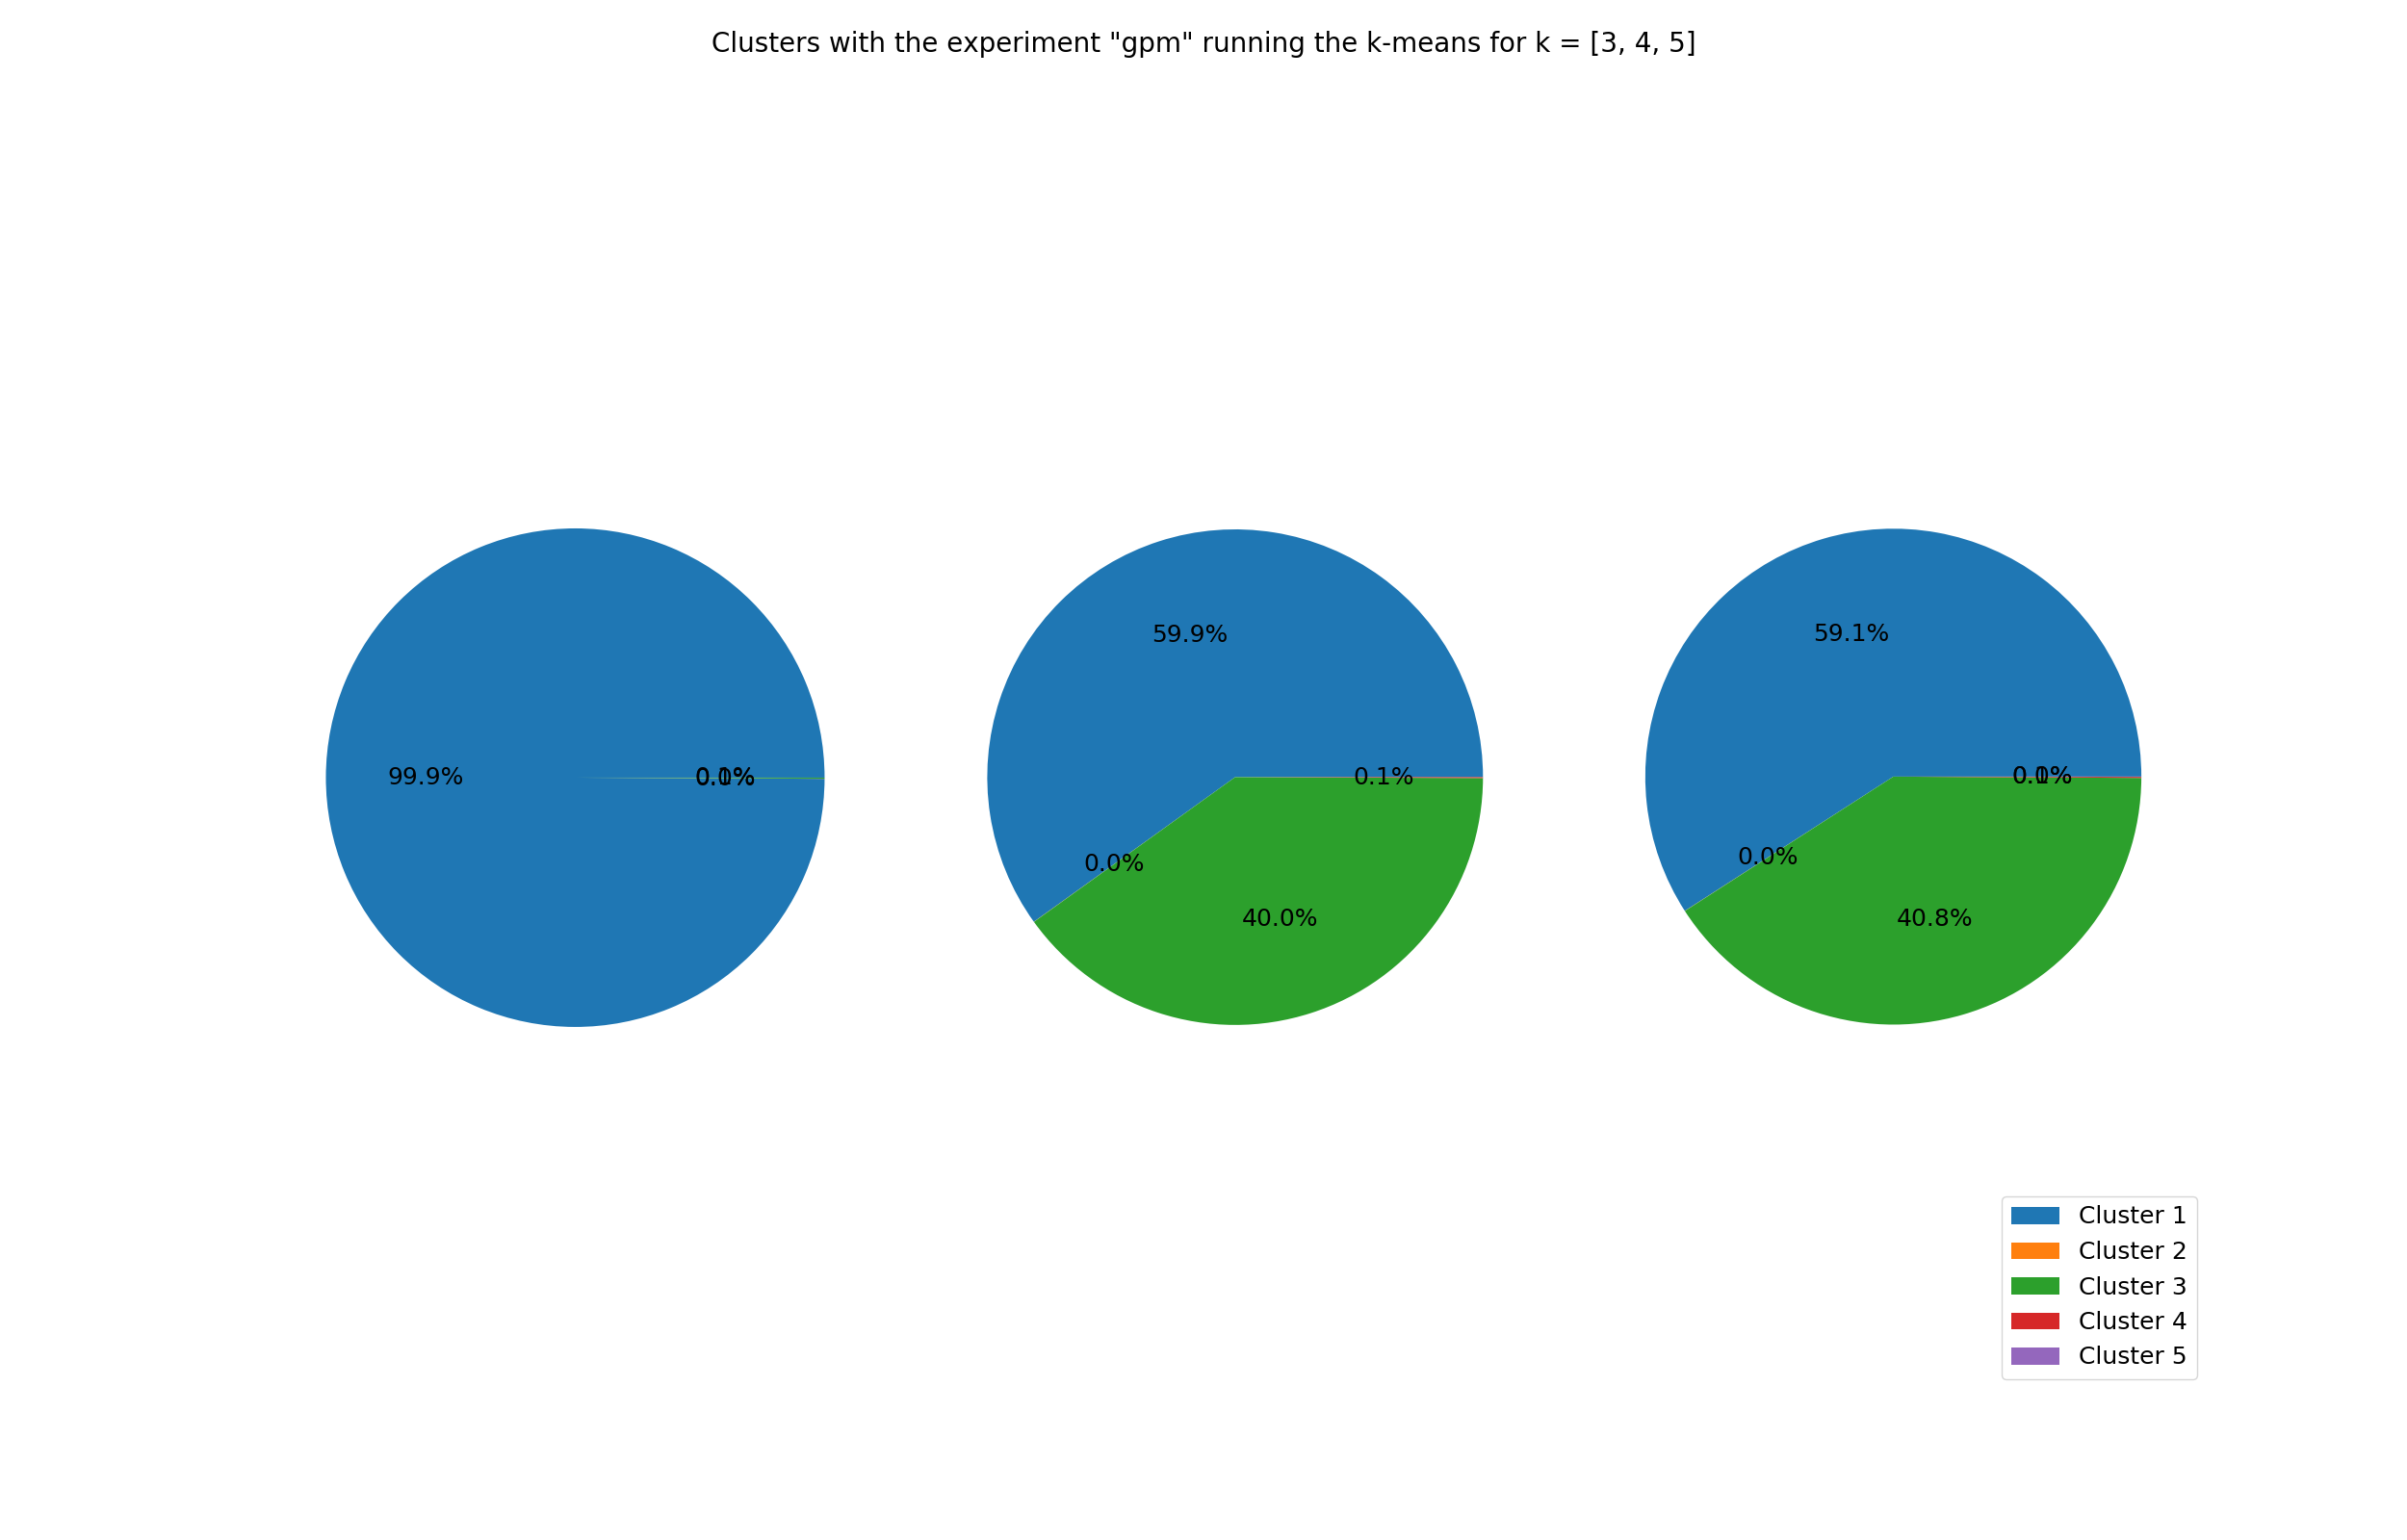 Clusters with the experiment "gpm" running the k-means for k = [3, 4, 5]
99.9%
59.9%
0.0%
40.0%
0.1%
59.1%
0.0%
40.8%
Cluster 1
Cluster 2
Cluster 3
Cluster 4
Cluster 5